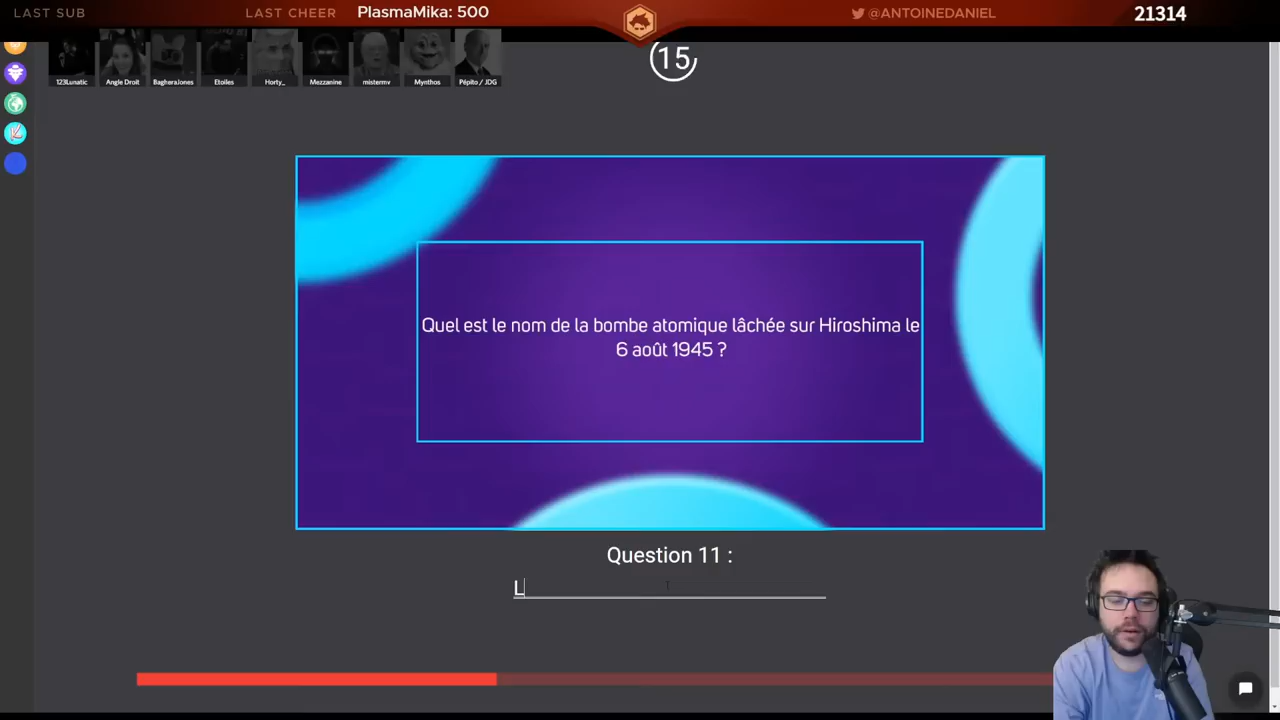 LAST SUB
LAST CHEER
PlasmaMika: 500
@ANTOINEDANIEL
21314
123Lunatic
Angle Droit
BagheraJones
Etoiles
Horty_
Mezzanine
mistermv
Mynthos
Pépito / JDG
15
Quel est le nom de la bombe atomique lâchée sur Hiroshima le
6 août 1945 ?
Question 11 :
L